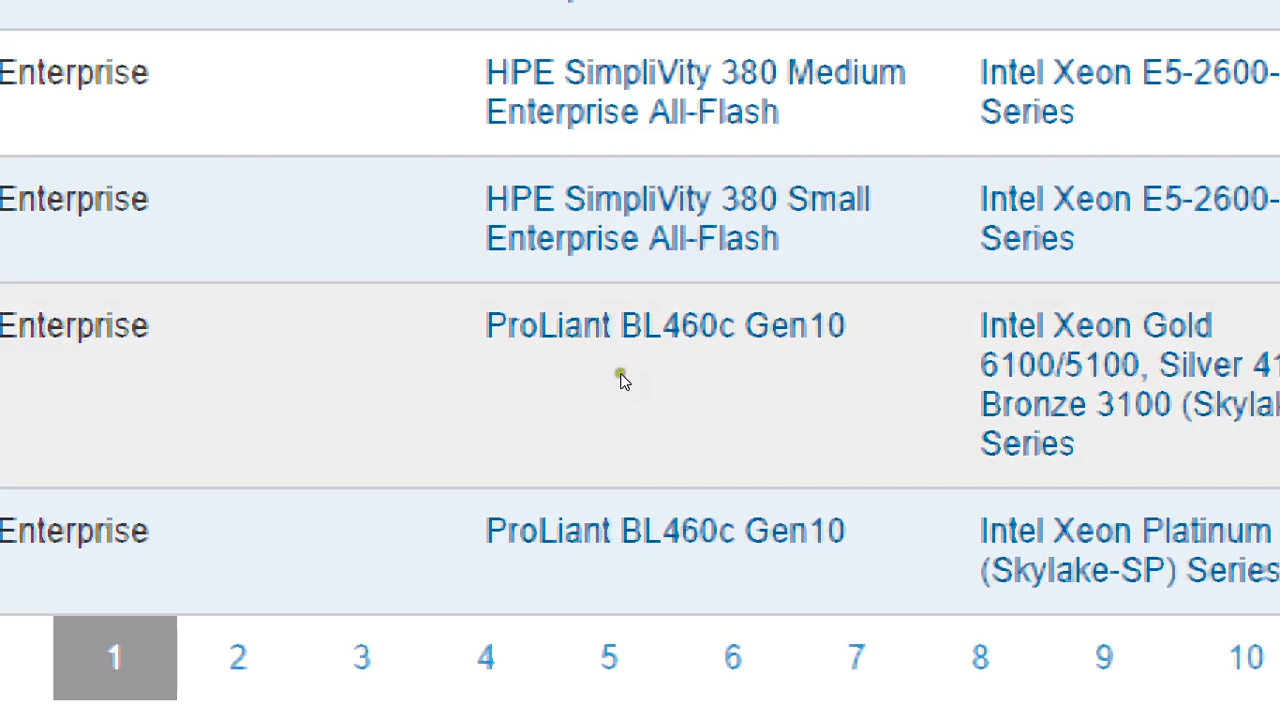 Enterprise HPE SimpliVity 380 Medium Intel Xeon E5-2600-
Enterprise All-Flash Series
Enterprise HPE SimpliVity 380 Small Intel Xeon E5-2600-
Enterprise All-Flash Series
Enterprise ProLiant BL460c Gen10 Intel Xeon Gold
6100/5100, Silver
Bronze 3100
Series
Enterprise ProLiant BL460c Gen10 Intel Xeon Platinum
(Skylake-SP) Series
1 2 3 4 5 6 7 8 9 10